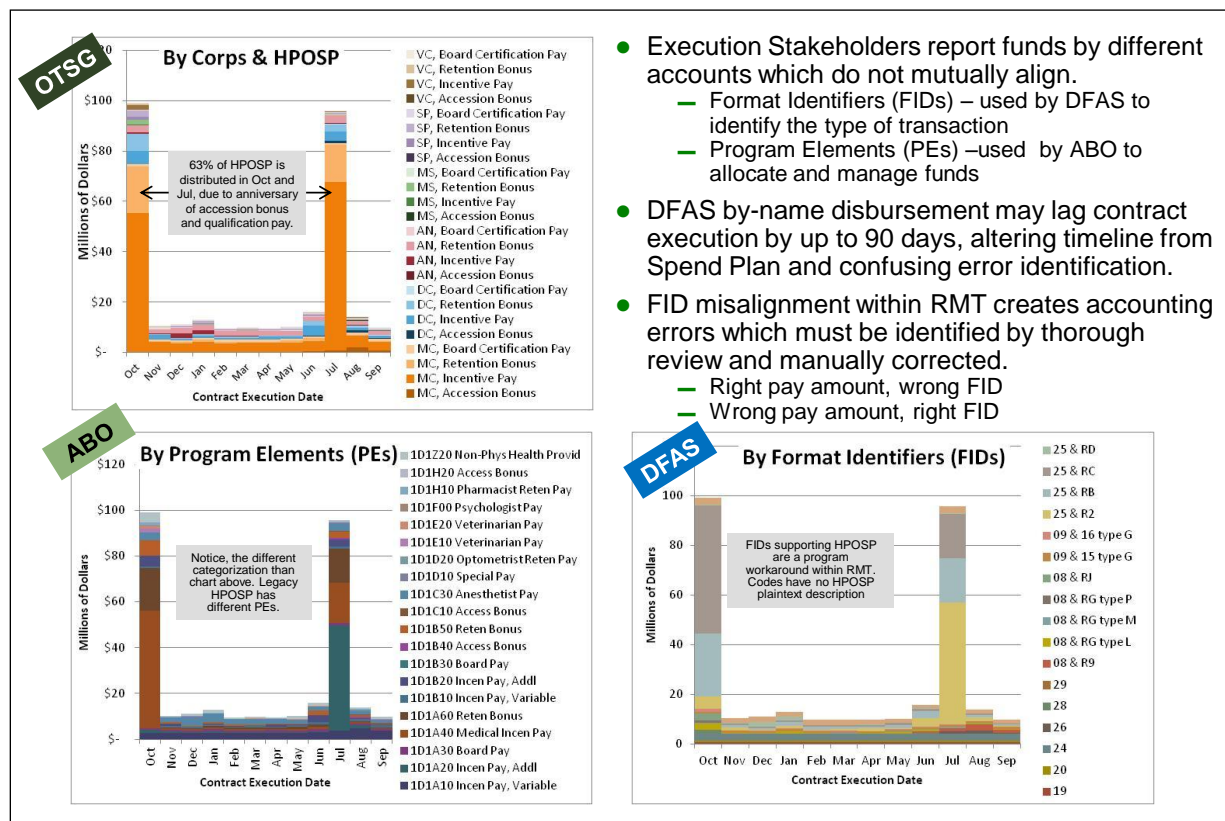 OTSG
By Corps & HPOSP
Millions of Dollars
$100
$80
$60
$40
$20
$-
63% of HPOSP is
distributed in Oct and
Jul, due to anniversary
of accession bonus
and qualification pay.
Oct
Nov
Dec
Jan
Feb
Mar
Apr
May
Jun
Jul
Aug
Sep
Contract Execution Date
VC, Board Certification Pay
VC, Retention Bonus
VC, Incentive Pay
VC, Accession Bonus
SP, Board Certification Pay
SP, Retention Bonus
SP, Incentive Pay
SP, Accession Bonus
MS, Board Certification Pay
MS, Retention Bonus
MS, Incentive Pay
MS, Accession Bonus
AN, Board Certification Pay
AN, Retention Bonus
AN, Incentive Pay
AN, Accession Bonus
DC, Board Certification Pay
DC, Retention Bonus
DC, Incentive Pay
DC, Accession Bonus
MC, Board Certification Pay
MC, Retention Bonus
MC, Incentive Pay
MC, Accession Bonus
• Execution Stakeholders report funds by different
accounts which do not mutually align.
– Format Identifiers (FIDs) – used by DFAS to
identify the type of transaction
– Program Elements (PEs) –used by ABO to
allocate and manage funds
• DFAS by-name disbursement may lag contract
execution by up to 90 days, altering timeline from
Spend Plan and confusing error identification.
• FID misalignment within RMT creates accounting
errors which must be identified by thorough
review and manually corrected.
– Right pay amount, wrong FID
– Wrong pay amount, right FID
ABO
By Program Elements (PEs)
Millions of Dollars
$120
$100
$80
$60
$40
$20
$-
Notice, the different
categorization than
chart above. Legacy
HPOSP has
different PEs.
Oct
Nov
Dec
Jan
Feb
Mar
Apr
May
Jun
Jul
Aug
Sep
Contract Execution Date
1D1Z20 Non-Phys Health Provid
1D1H20 Access Bonus
1D1H10 Pharmacist Reten Pay
1D1F00 Psychologist Pay
1D1E20 Veterinarian Pay
1D1E10 Veterinarian Pay
1D1D20 Optometrist Reten Pay
1D1D10 Special Pay
1D1C30 Anesthetist Pay
1D1C10 Access Bonus
1D1B50 Reten Bonus
1D1B40 Access Bonus
1D1B30 Board Pay
1D1B20 Incen Pay, Addl
1D1B10 Incen Pay, Variable
1D1A60 Reten Bonus
1D1A40 Medical Incen Pay
1D1A30 Board Pay
1D1A20 Incen Pay, Addl
1D1A10 Incen Pay, Variable
DFAS
By Format Identifiers (FIDs)
Millions of Dollars
100
80
60
40
20
0
FIDs supporting HPOSP
are a program
workaround within RMT.
Codes have no HPOSP
plaintext description
Oct
Nov
Dec
Jan
Feb
Mar
Apr
May
Jun
Jul
Aug
Sep
Contract Execution Date
25 & RD
25 & RC
25 & RB
25 & R2
09 & 16 type G
09 & 15 type G
08 & RJ
08 & RG type P
08 & RG type M
08 & RG type L
08 & R9
29
28
26
24
20
19